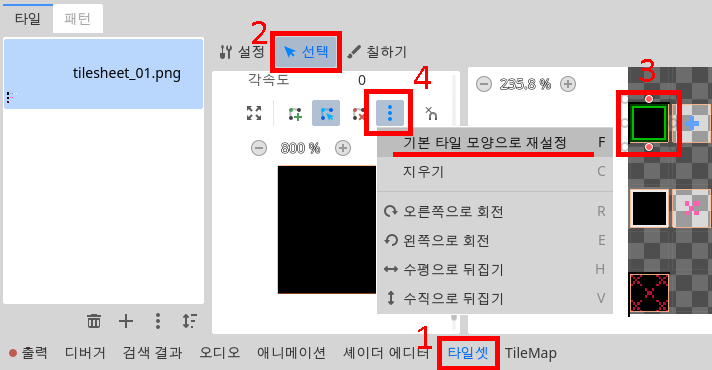 타일 패턴
tilesheet_01.png
2 설정 선택 칠하기
각속도 0
4
xn
800 %
기본 타일 모양으로 재설정 F
지우기 C
오른쪽으로 회전 R
왼쪽으로 회전 E
수평으로 뒤집기 H
수직으로 뒤집기 V
235.8 %
3
1
출력 디버거 검색 결과 오디오 애니메이션 셰이더 에디터 타일셋 TileMap